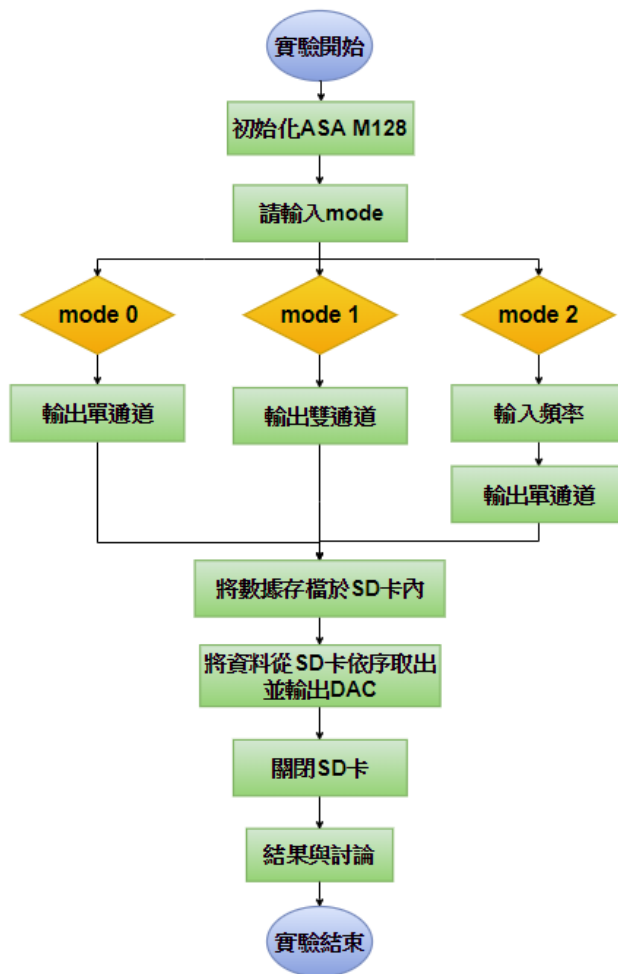 實驗開始
初始化ASA M128
請輸入mode
mode 0
mode 1
mode 2
輸出單通道
輸出雙通道
輸入頻率
輸出單通道
將數據存檔於SD卡內
將資料從SD卡依序取出
並輸出DAC
關閉SD卡
結果與討論
實驗結束